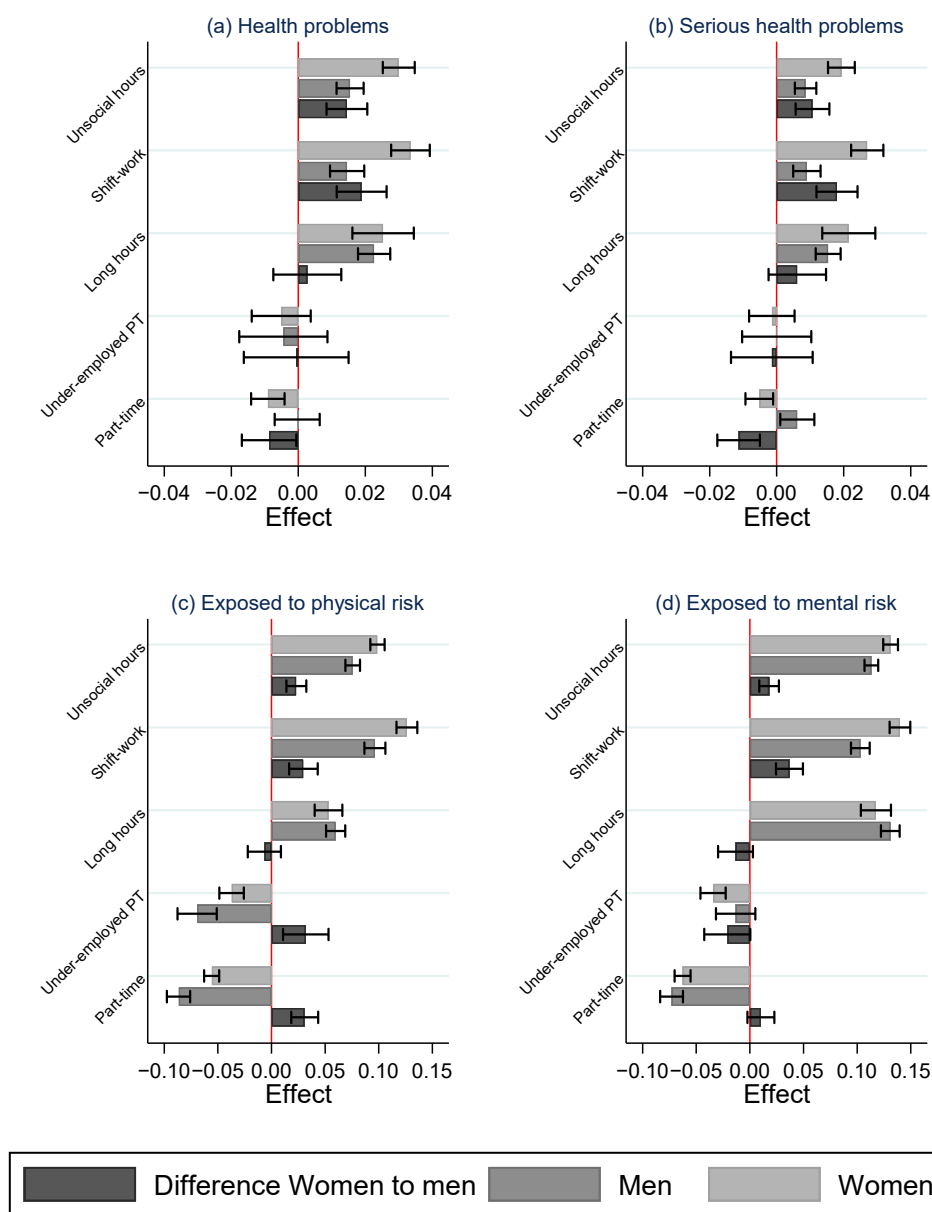 (a) Health problems
Unsocial hours
Shift-work
Long hours
Under-employed PT
Part-time
−0.04 −0.02 0.00 0.02 0.04
Effect
(b) Serious health problems
Unsocial hours
Shift-work
Long hours
Under-employed PT
Part-time
−0.04 −0.02 0.00 0.02 0.04
Effect
(c) Exposed to physical risk
Unsocial hours
Shift-work
Long hours
Under-employed PT
Part-time
−0.10 −0.05 0.00 0.05 0.10 0.15
Effect
(d) Exposed to mental risk
Unsocial hours
Shift-work
Long hours
Under-employed PT
Part-time
−0.10 −0.05 0.00 0.05 0.10 0.15
Effect
Difference Women to men Men Women